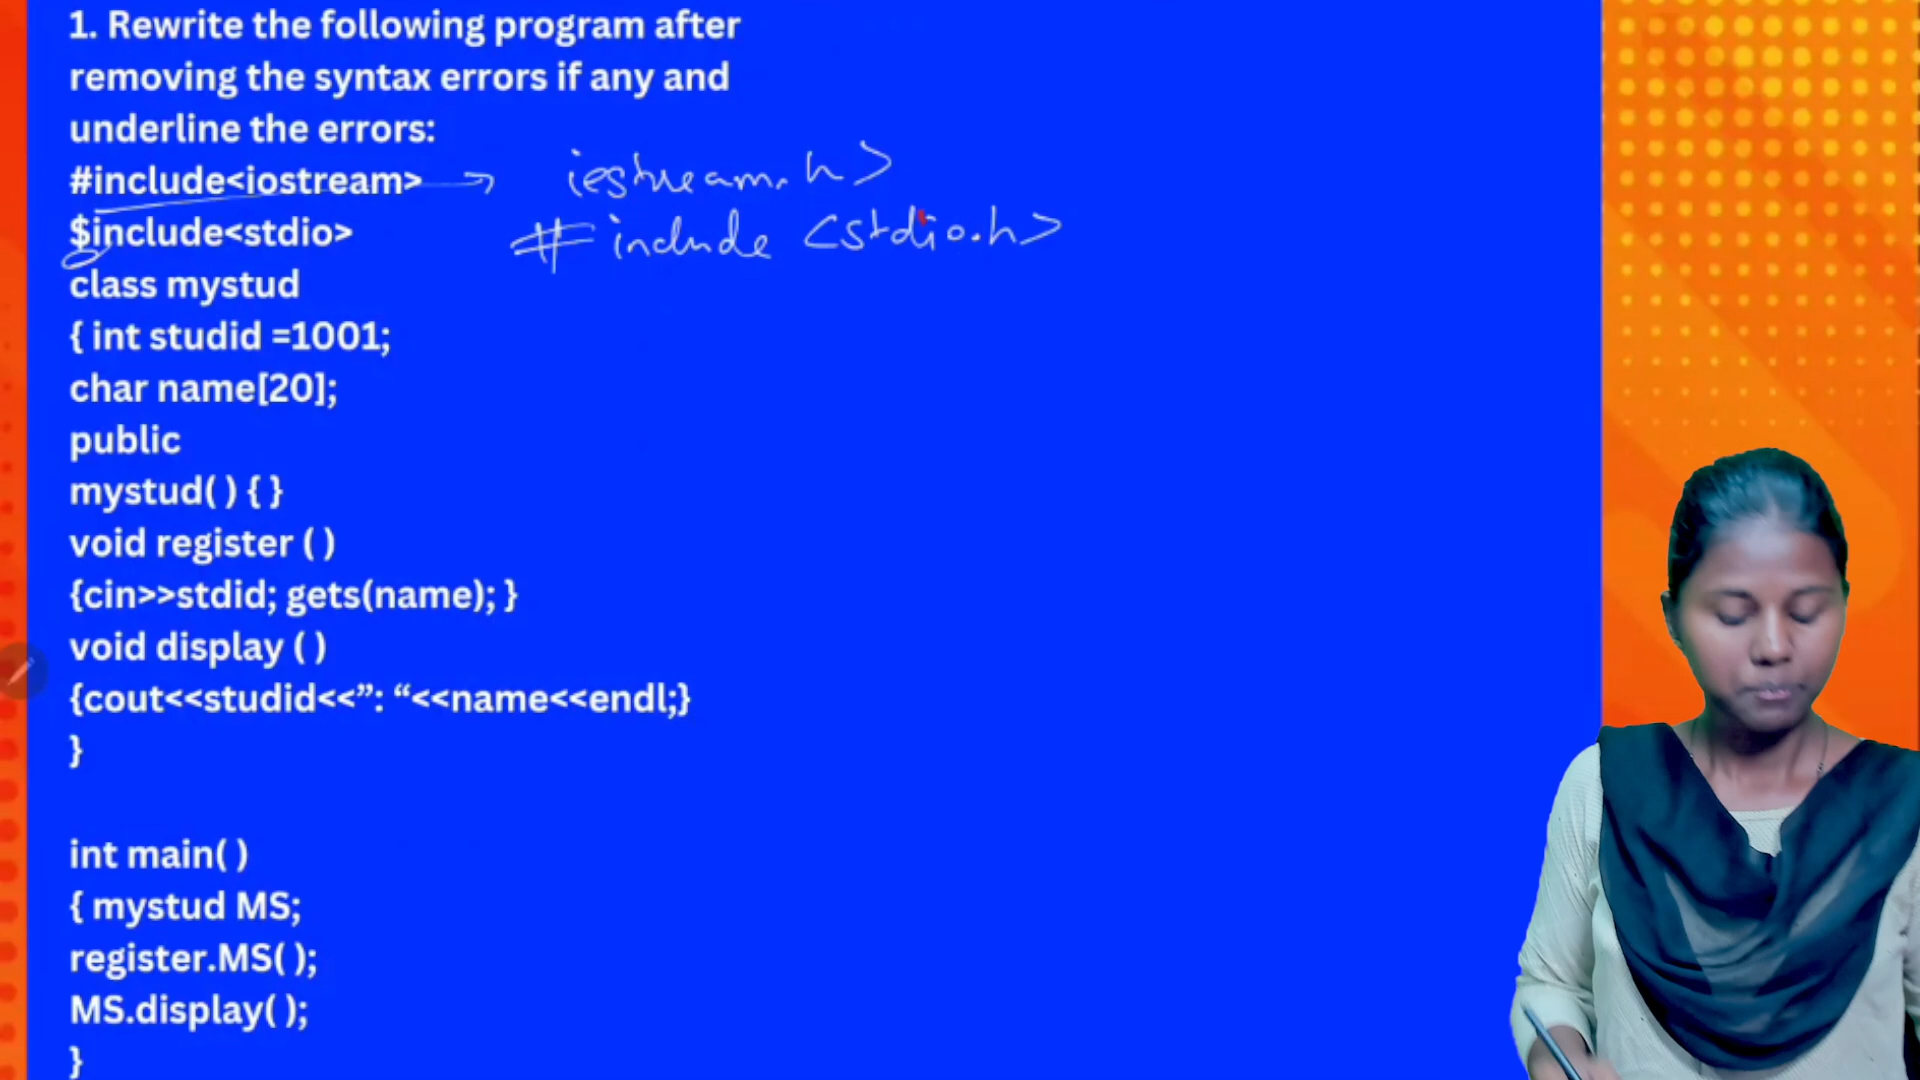 1. Rewrite the following program after
removing the syntax errors if any and
underline the errors:
#include<iostream> → iostream.h>
$include<stdio> # include <stdio.h>
class mystud
{ int studid =1001;
char name[20];
public
mystud( ) { }
void register ( )
{cin>>stdid; gets(name); }
void display ( )
{cout<<studid<<”: “<<name<<endl;}
}
int main( )
{ mystud MS;
register.MS( );
MS.display( );
}